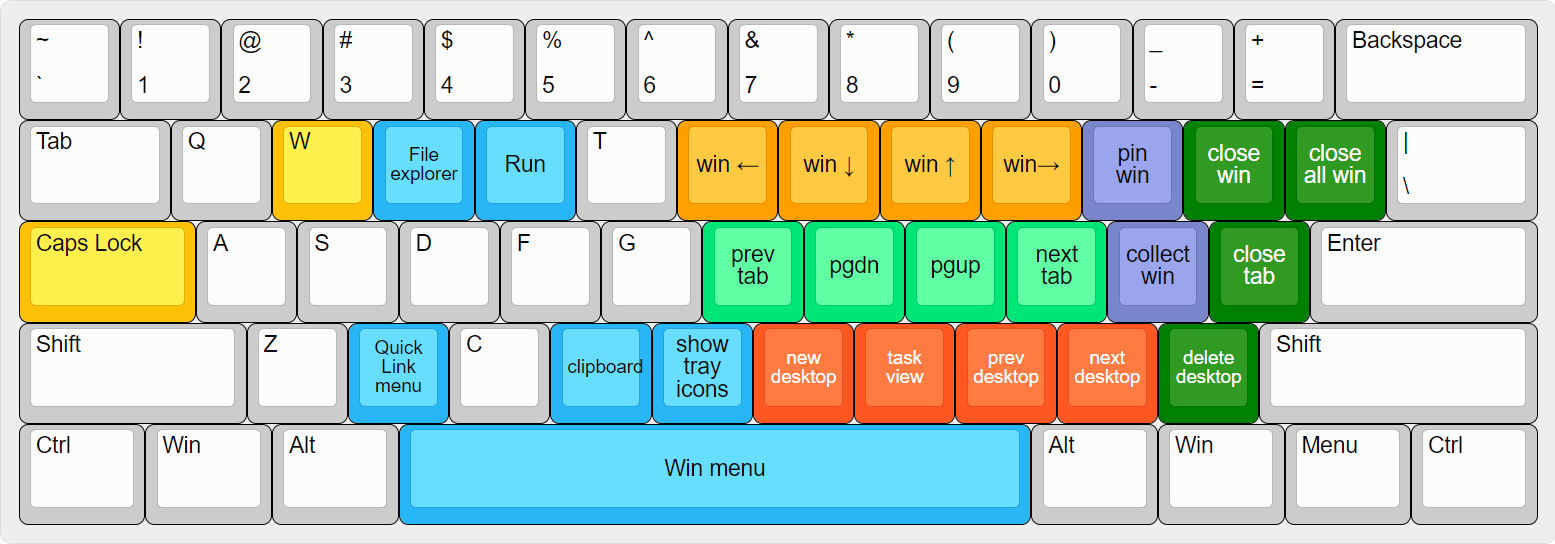 ~ ! @ # $ % ^ & * ( ) _ + Backspace
` 1 2 3 4 5 6 7 8 9 0 - =
Tab Q W File explorer Run T win ← win ↓ win ↑ win→ pin win close win close all win |
\
Caps Lock A S D F G prev tab pgdn pgup next tab collect win close tab Enter
Shift Z Quick Link menu C clipboard show tray icons new desktop task view prev desktop next desktop delete desktop Shift
Ctrl Win Alt Win menu Alt Win Menu Ctrl